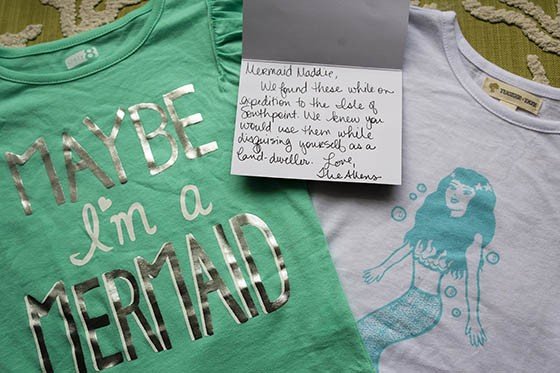 MAYBE
I'm a
MERMAID
Mermaid Maddie,
We found these while on
expedition to the Isle of
Southpoint. We knew you
would use them while
disguising yourself as a
land-dweller. Love,
The Akens